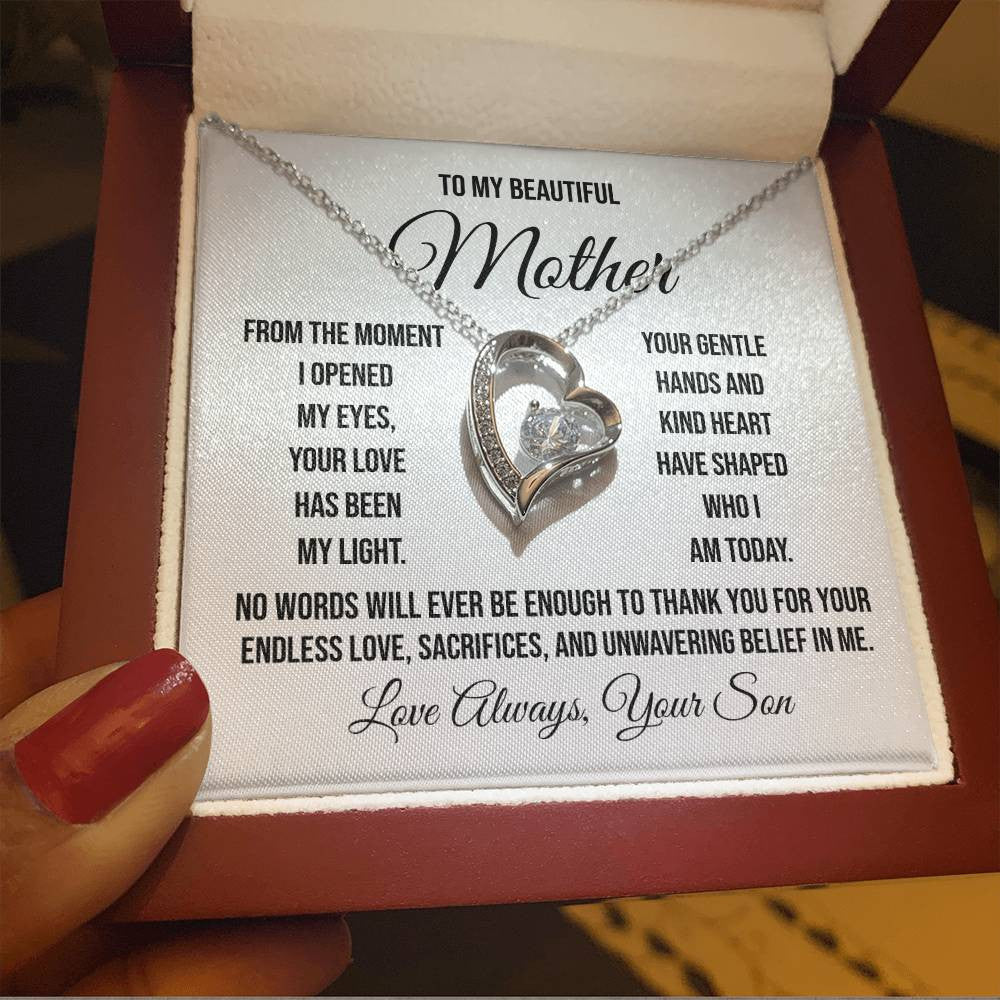 TO MY BEAUTIFUL
Mother
FROM THE MOMENT
I OPENED
MY EYES,
YOUR LOVE
HAS BEEN
MY LIGHT.
YOUR GENTLE
HANDS AND
KIND HEART
HAVE SHAPED
WHO I
AM TODAY.
NO WORDS WILL EVER BE ENOUGH TO THANK YOU FOR YOUR
ENDLESS LOVE, SACRIFICES, AND UNWAVERING BELIEF IN ME.
Love Always, Your Son